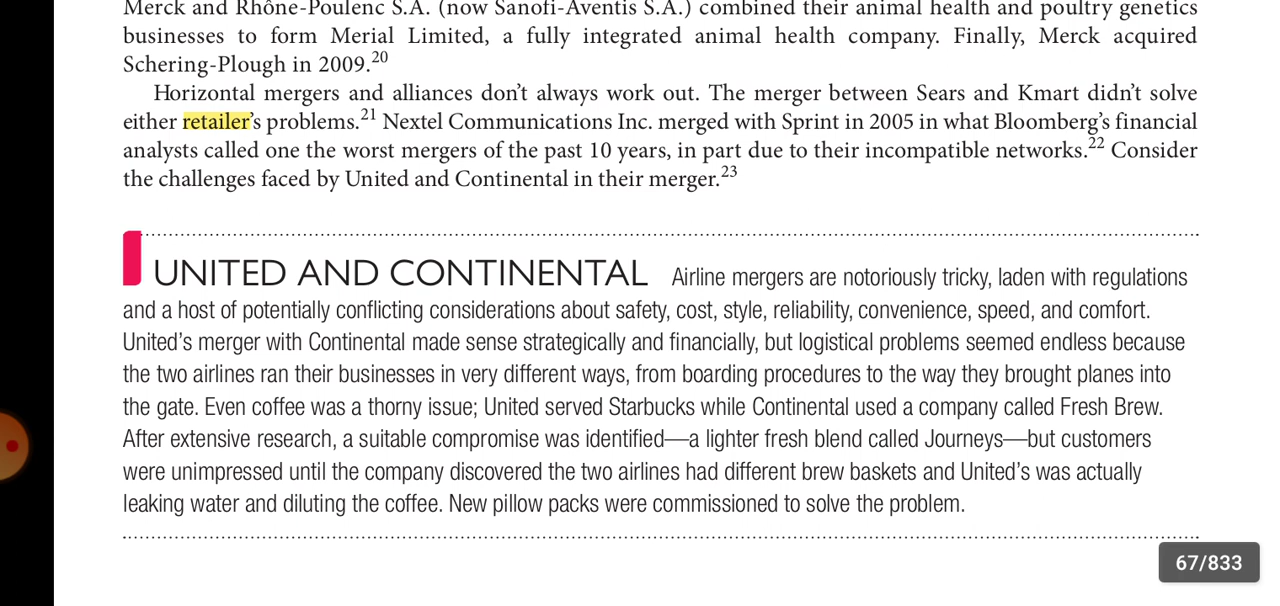 Merck and Rhône-Poulenc S.A. (now Sanofi-Aventis S.A.) combined their animal health and poultry genetics
businesses to form Merial Limited, a fully integrated animal health company. Finally, Merck acquired
Schering-Plough in 2009.20
Horizontal mergers and alliances don’t always work out. The merger between Sears and Kmart didn’t solve
either retailer’s problems.21 Nextel Communications Inc. merged with Sprint in 2005 in what Bloomberg’s financial
analysts called one the worst mergers of the past 10 years, in part due to their incompatible networks.22 Consider
the challenges faced by United and Continental in their merger.23
UNITED AND CONTINENTAL Airline mergers are notoriously tricky, laden with regulations
and a host of potentially conflicting considerations about safety, cost, style, reliability, convenience, speed, and comfort.
United’s merger with Continental made sense strategically and financially, but logistical problems seemed endless because
the two airlines ran their businesses in very different ways, from boarding procedures to the way they brought planes into
the gate. Even coffee was a thorny issue; United served Starbucks while Continental used a company called Fresh Brew.
After extensive research, a suitable compromise was identified—a lighter fresh blend called Journeys—but customers
were unimpressed until the company discovered the two airlines had different brew baskets and United’s was actually
leaking water and diluting the coffee. New pillow packs were commissioned to solve the problem.
67/833